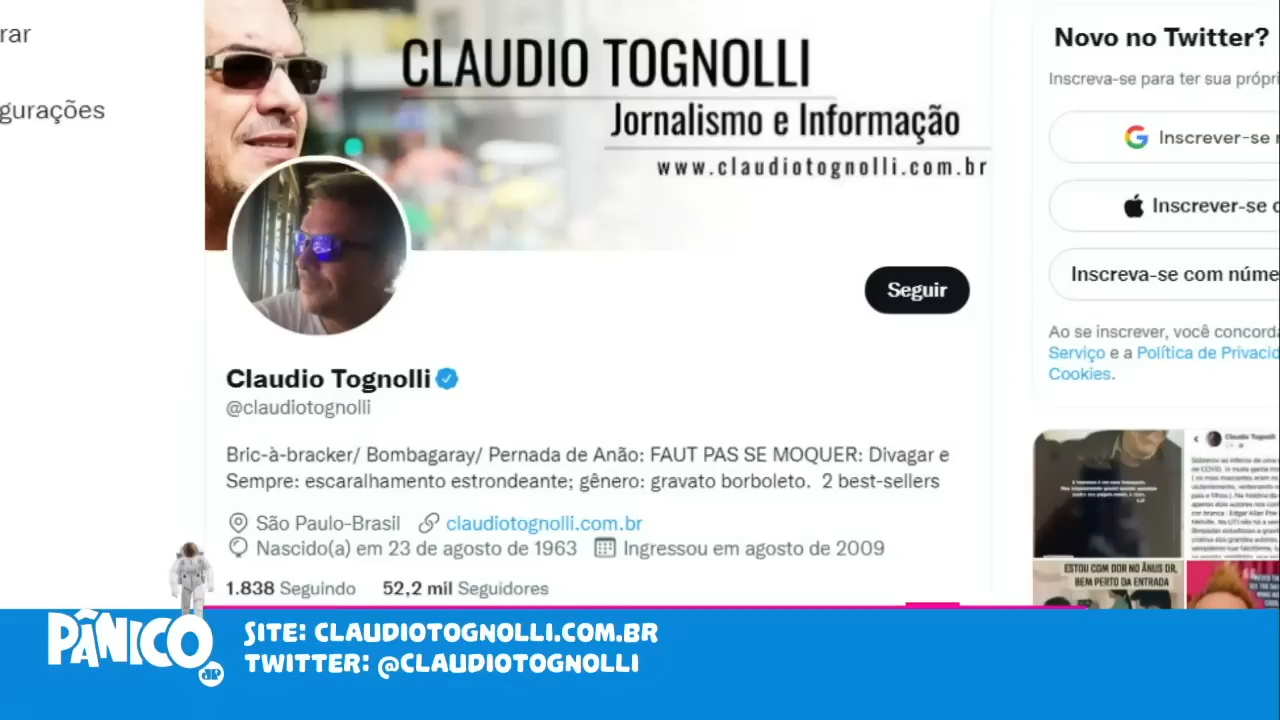 rar
gurações
CLAUDIO TOGNOLLI
Jornalismo e Informação
www.claudiotognolli.com.br
Seguir
Claudio Tognolli
@claudiotognolli
Bric-à-bracker/ Bombagaray/ Pernada de Anão: FAUT PAS SE MOQUER: Divagar e
Sempre: escaralhamento estrondeante; gênero: gravato borboleto. 2 best-sellers
São Paulo-Brasil claudiotognolli.com.br
Nascido(a) em 23 de agosto de 1963 Ingressou em agosto de 2009
1.838 Seguindo 52,2 mil Seguidores
Novo no Twitter?
Inscreva-se para ter sua própri
Inscrever-se
Inscrever-se c
Inscreva-se com núme
Ao se inscrever, você concord
Serviço e a Política de Privacid
Cookies.
Claudio Tognolli
ESTOU COM DOR NO ÂNUS DR,
BEM PERTO DA ENTRADA
PÂNICO
JP
SITE: CLAUDIOTOGNOLLI.COM.BR
TWITTER: @CLAUDIOTOGNOLLI